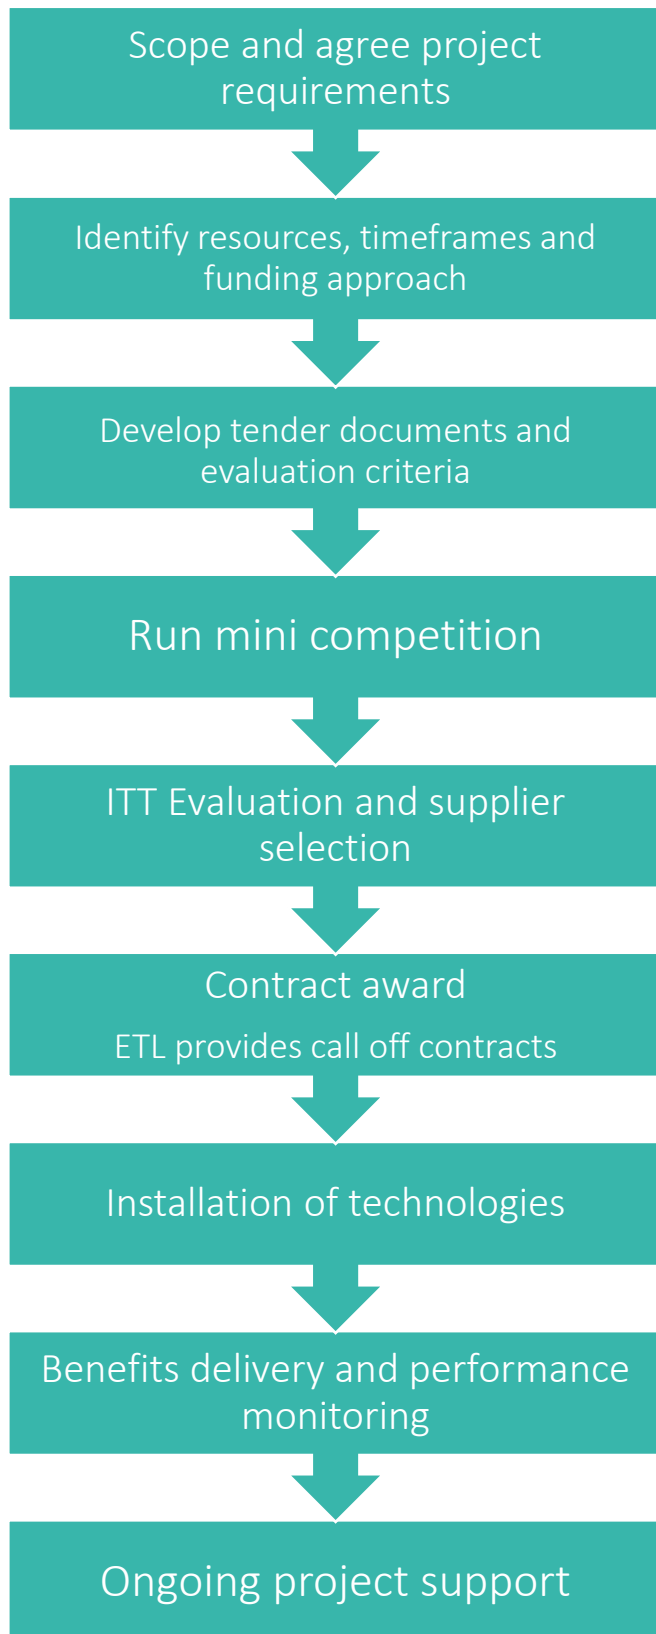 Scope and agree project
requirements
Identify resources, timeframes and
funding approach
Develop tender documents and
evaluation criteria
Run mini competition
ITT Evaluation and supplier
selection
Contract award
ETL provides call off contracts
Installation of technologies
Benefits delivery and performance
monitoring
Ongoing project support